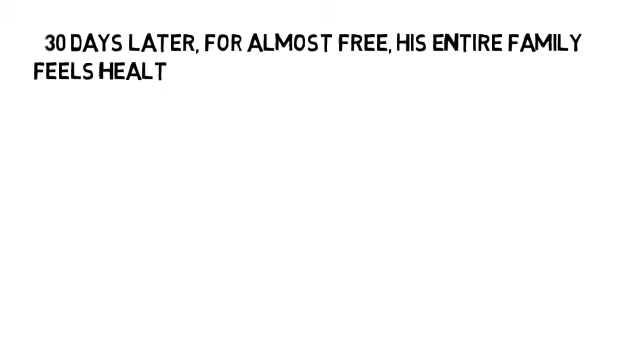 30 DAYS LATER, FOR ALMOST FREE, HIS ENTIRE FAMILY
FEELS HEALT